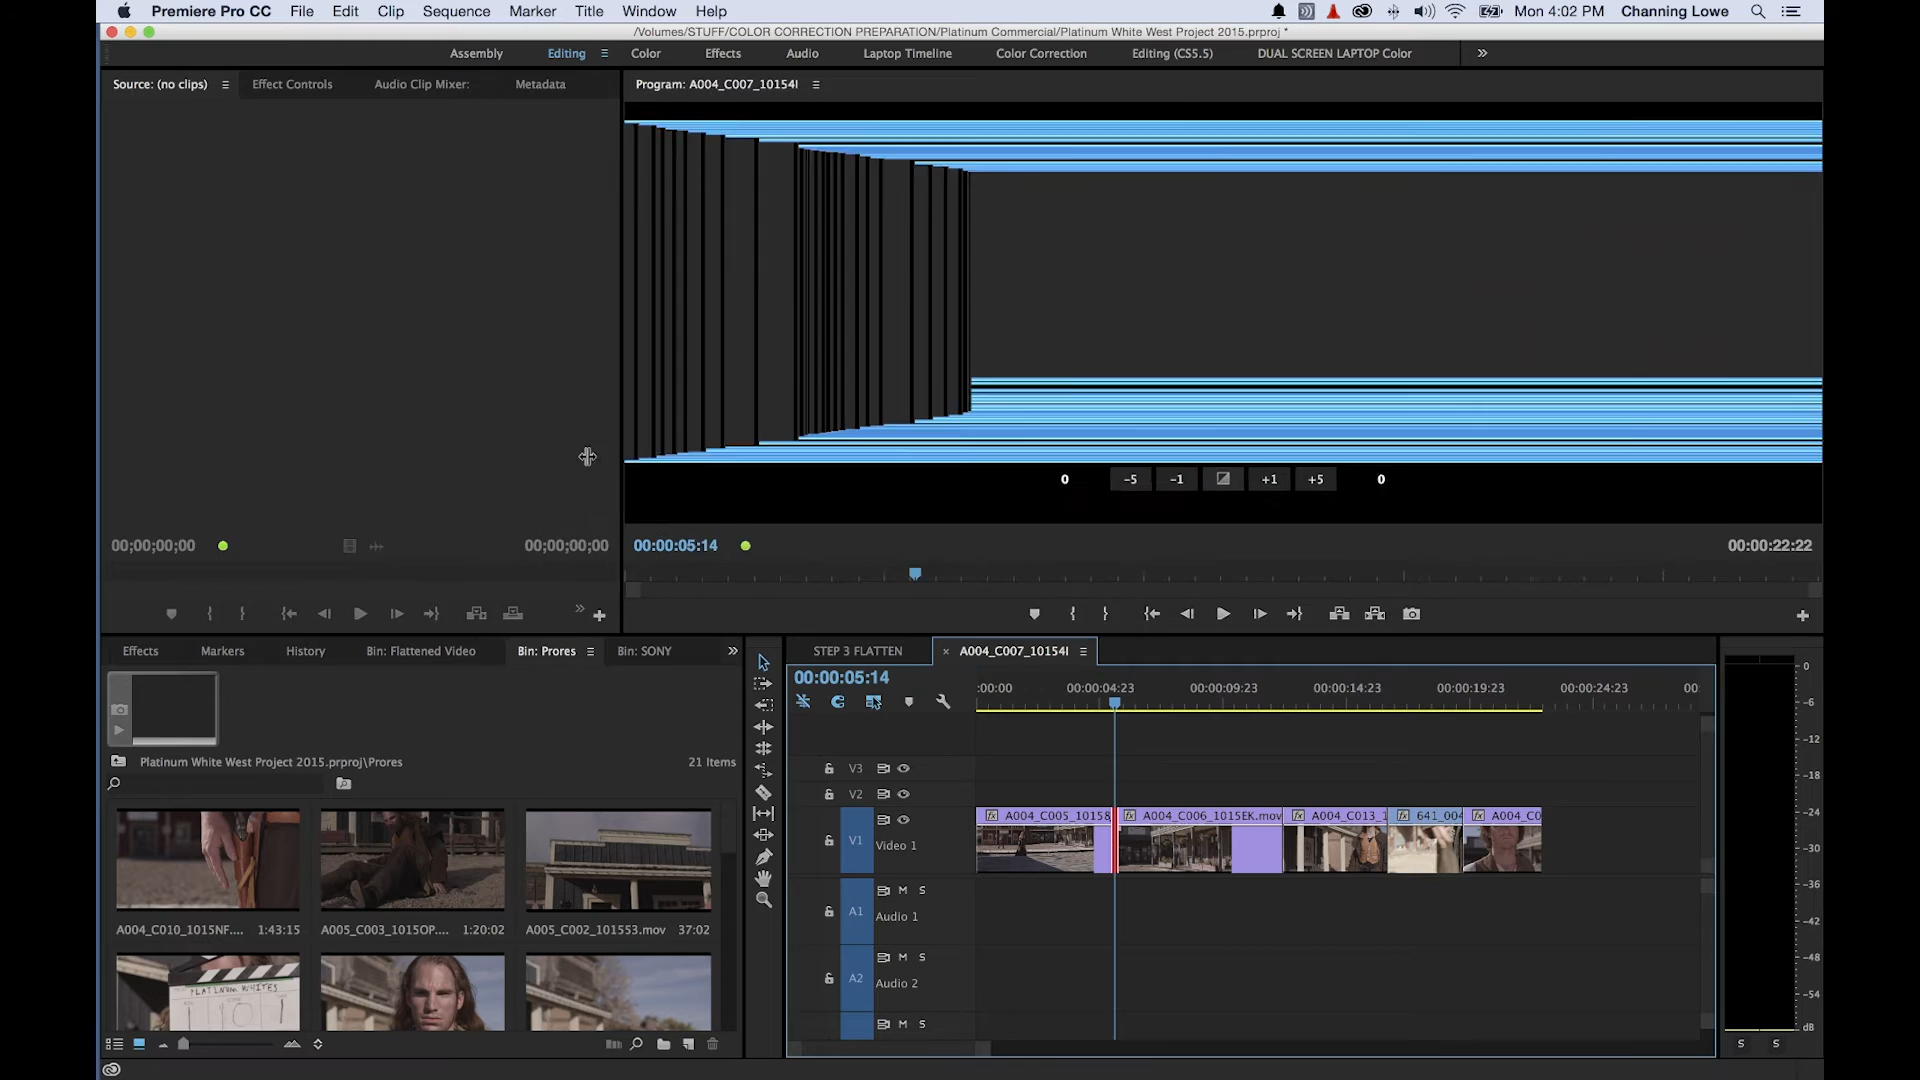 Premiere Pro CC File Edit Clip Sequence Marker Title Window Help Mon 4:02 PM Channing Lowe
/Volumes/STUFF/COLOR CORRECTION PREPARATION/Platinum Commercial/Platinum White West Project 2015.prproj *
Assembly Editing Color Effects Audio Laptop Timeline Color Correction Editing (CS5.5) DUAL SCREEN LAPTOP Color
Source: (no clips) Effect Controls Audio Clip Mixer: Metadata
Program: A004_C007_10154I
0 -5 -1 +1 +5 0
00;00;00;00 00;00;00;00
00:00:05:14 00:00:22:22
Effects Markers History Bin: Flattened Video Bin: Prores Bin: SONY
Platinum White West Project 2015.prproj\Prores 21 Items
A004_C010_1015NF.... 1:43:15
A005_C003_1015OP.... 1:20:02
A005_C002_101553.mov 37:02
PLATINUM WHITES
STEP 3 FLATTEN × A004_C007_10154I
00:00:05:14
:00:00 00:00:04:23 00:00:09:23 00:00:14:23 00:00:19:23 00:00:24:23 00:
V3
V2
V1 Video 1
fx A004_C005_10158 fx A004_C006_1015EK.mov fx A004_C013_1 fx 641_004 fx A004_C0
M S
A1 Audio 1
M S
A2 Audio 2
M S
0
-6
-12
-18
-24
-30
-36
-42
-48
-54
dB
S S